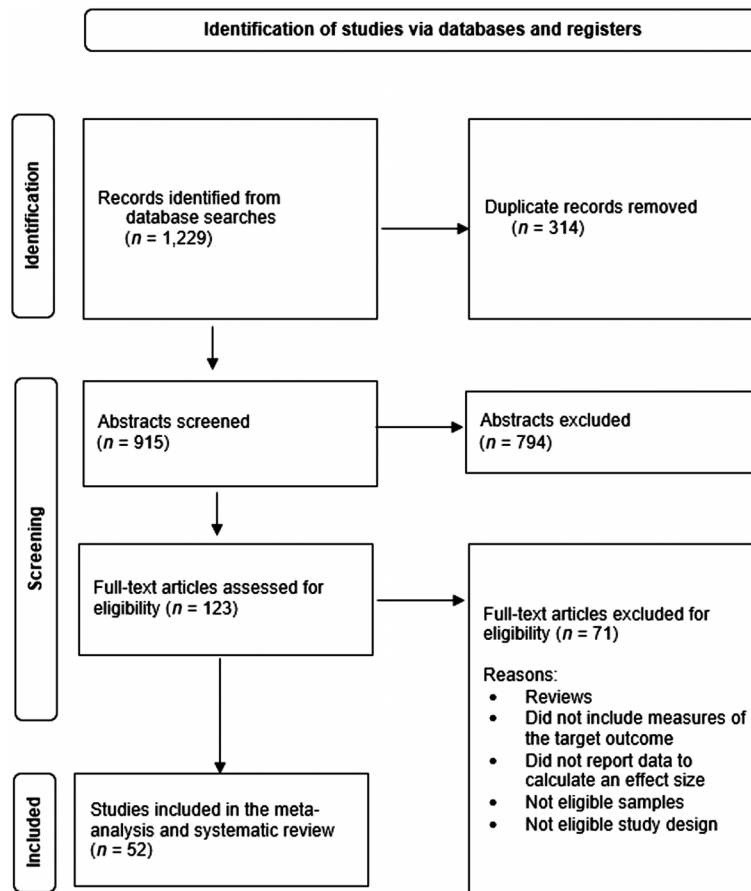 Identification of studies via databases and registers
Identification
Records identified from
database searches
(n = 1,229)
Duplicate records removed
(n = 314)
Screening
Abstracts screened
(n = 915)
Abstracts excluded
(n = 794)
Full-text articles assessed for
eligibility (n = 123)
Full-text articles excluded for
eligibility (n = 71)
Reasons:
• Reviews
• Did not include measures of
the target outcome
• Did not report data to
calculate an effect size
• Not eligible samples
• Not eligible study design
Included
Studies included in the meta-
analysis and systematic review
(n = 52)